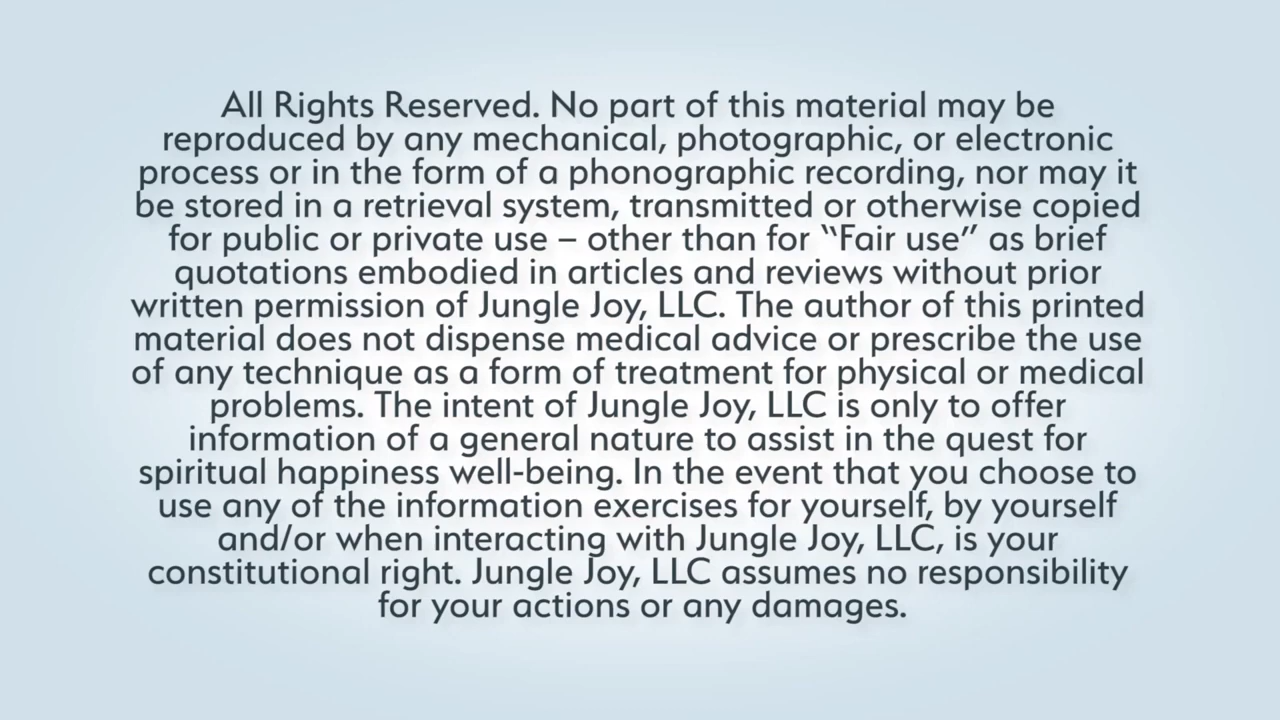 All Rights Reserved. No part of this material may be
reproduced by any mechanical, photographic, or electronic
process or in the form of a phonographic recording, nor may it
be stored in a retrieval system, transmitted or otherwise copied
for public or private use – other than for “Fair use” as brief
quotations embodied in articles and reviews without prior
written permission of Jungle Joy, LLC. The author of this printed
material does not dispense medical advice or prescribe the use
of any technique as a form of treatment for physical or medical
problems. The intent of Jungle Joy, LLC is only to offer
information of a general nature to assist in the quest for
spiritual happiness well-being. In the event that you choose to
use any of the information exercises for yourself, by yourself
and/or when interacting with Jungle Joy, LLC, is your
constitutional right. Jungle Joy, LLC assumes no responsibility
for your actions or any damages.